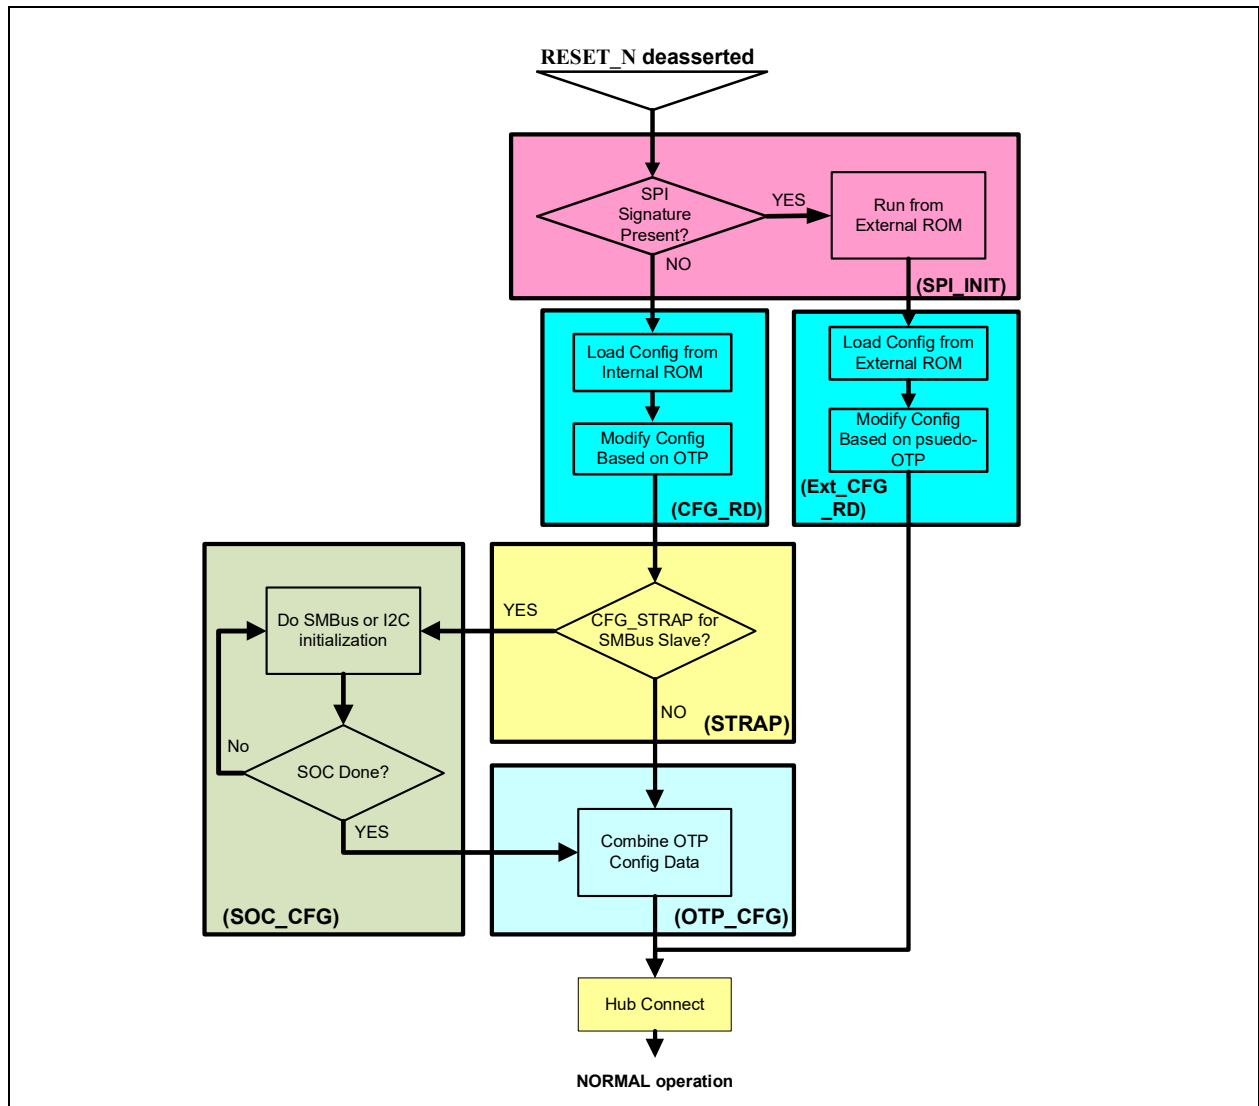 RESET_N deasserted
SPI
Signature
Present?
YES
Run from
External ROM
NO
(SPI_INIT)
Load Config from
Internal ROM
Load Config from
External ROM
Modify Config
Based on OTP
Modify Config
Based on psuedo-
OTP
(CFG_RD)
(Ext_CFG
_RD)
Do SMBus or I2C
initialization
YES
CFG_STRAP for
SMBus Slave?
NO
(STRAP)
No
SOC Done?
YES
Combine OTP
Config Data
(SOC_CFG)
(OTP_CFG)
Hub Connect
NORMAL operation